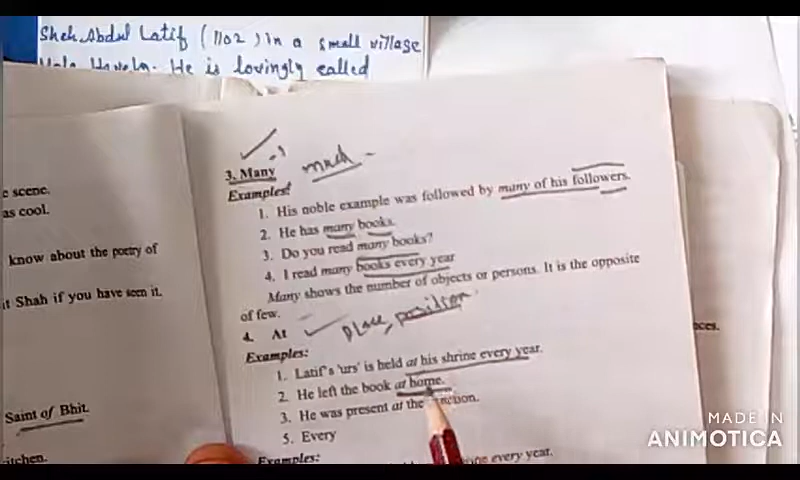 Shah Abdul Latif (1102) in a small village
He is lovingly called
e scene.
as cool.
know about the poetry of
it Shah if you have seen it.
Saint of Bhit.
kitchen.
3. Many
much
Examples:
1. His noble example was followed by many of his followers.
2. He has many books.
3. Do you read many books?
4. I read many books every year
Many shows the number of objects or persons. It is the opposite
of few.
4. At
place, position
Examples:
1. Latif's 'urs' is held at his shrine every year.
2. He left the book at home.
3. He was present at the function.
5. Every
Examples:
every year.
ces.
MADE IN
ANIMOTICA